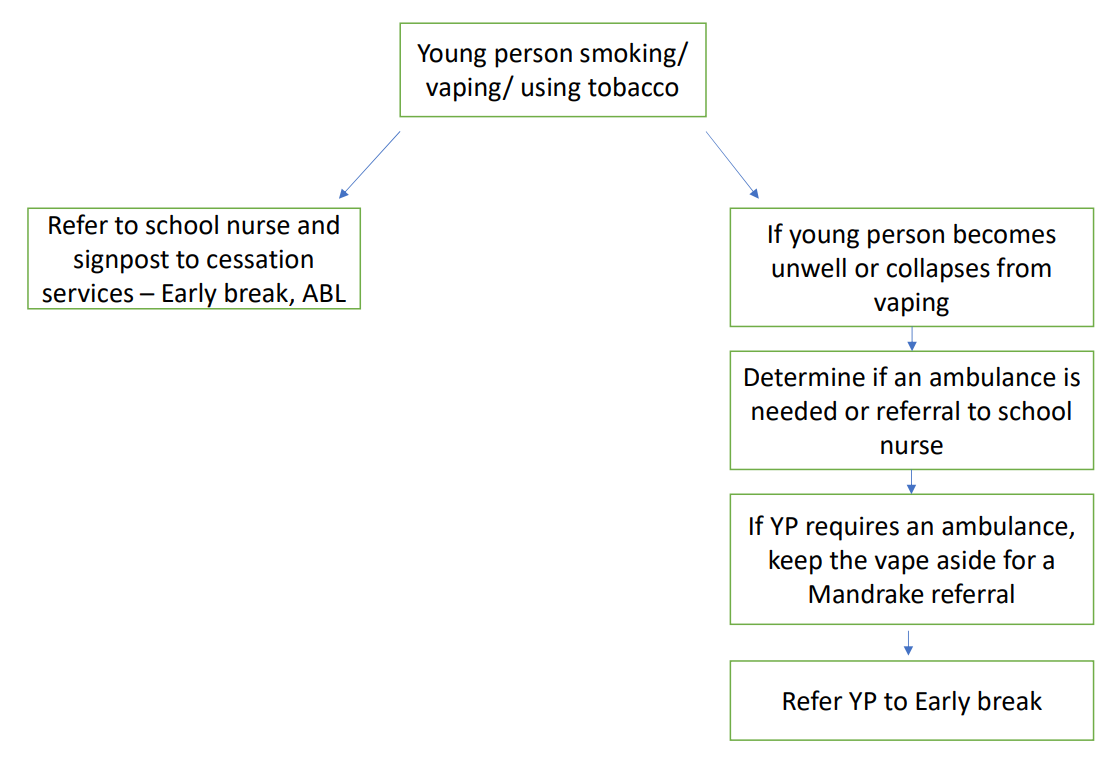 Young person smoking/
vaping/ using tobacco
Refer to school nurse and
signpost to cessation
services – Early break, ABL
If young person becomes
unwell or collapses from
vaping
Determine if an ambulance is
needed or referral to school
nurse
If YP requires an ambulance,
keep the vape aside for a
Mandrake referral
Refer YP to Early break